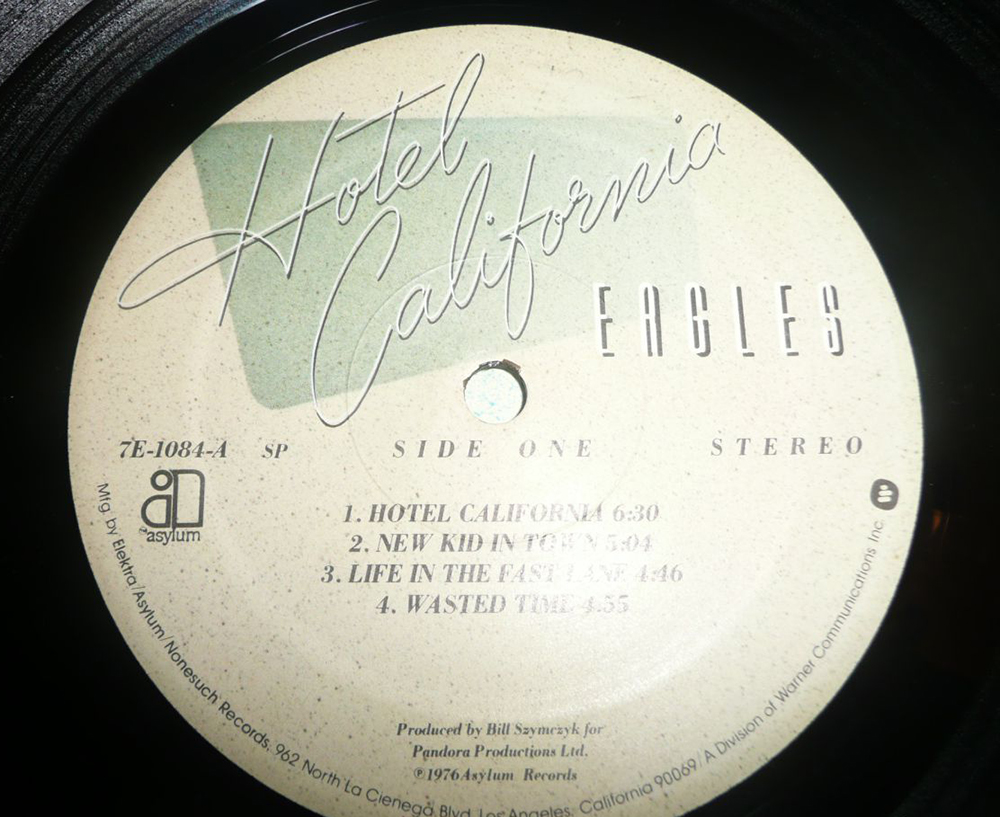 Hotel
California
EAGLES
7E-1084-A SP SIDE ONE STEREO
asylum
1. HOTEL CALIFORNIA 6:30
2. NEW KID IN TOWN 5:04
3. LIFE IN THE FAST LANE 4:46
4. WASTED TIME 4:55
Produced by Bill Szymczyk for
Pandora Productions Ltd.
℗1976 Asylum Records
Mfg. by Elektra/Asylum/Nonesuch Records, 962 North La Cienega Blvd. Los Angeles, California 90069/A Division of Warner Communications Inc.